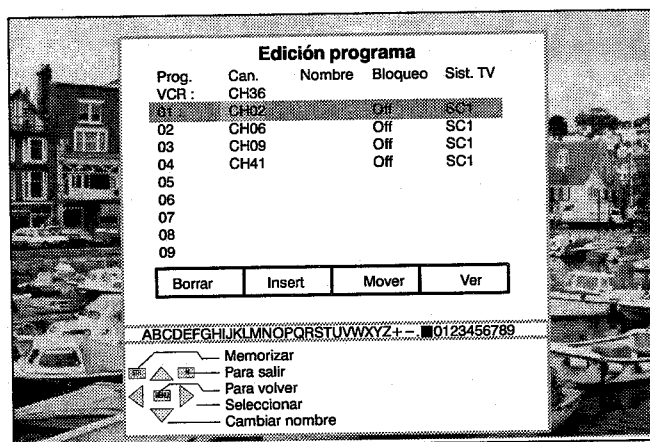 Edición programa
Prog. Can. Nombre Bloqueo Sist. TV
VCR : CH36
01 : CH02 Off SC1
02 CH06 Off SC1
03 CH09 Off SC1
04 CH41 Off SC1
05
06
07
08
09
Borrar Insert Mover Ver
ABCDEFGHIJKLMNOPQRSTUVWXYZ+–.■0123456789
Memorizar
Para salir
Para volver
MENU
Seleccionar
Cambiar nombre